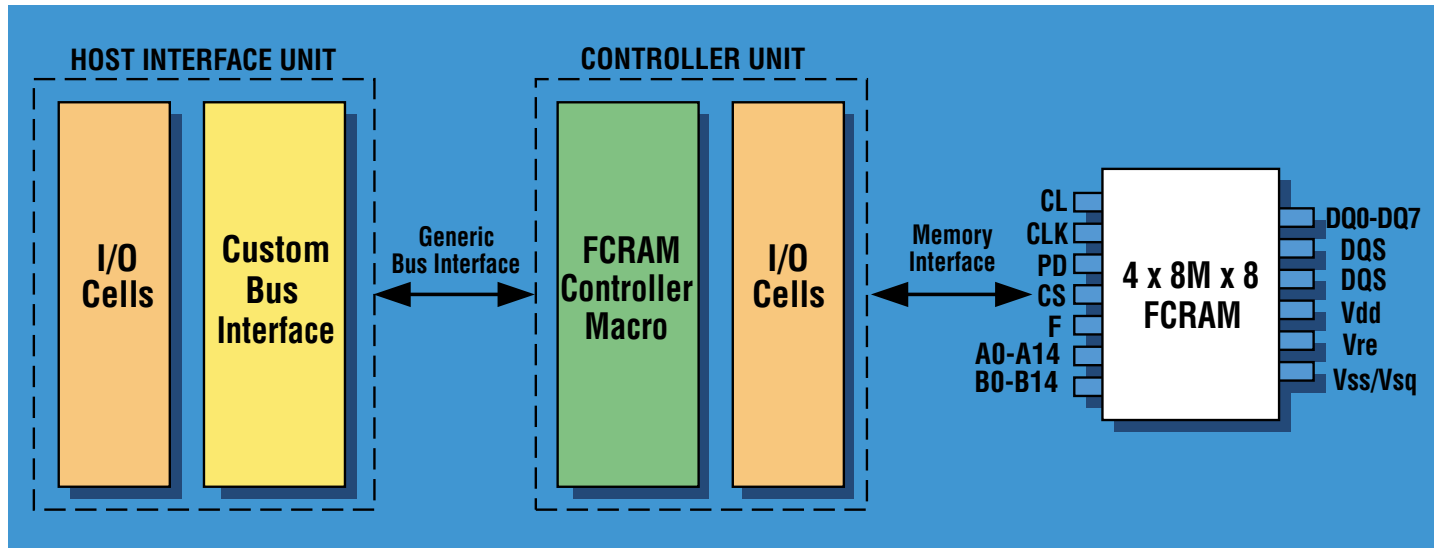 HOST INTERFACE UNIT
I/O
Cells
Custom
Bus
Interface
Generic
Bus Interface
CONTROLLER UNIT
FCRAM
Controller
Macro
I/O
Cells
Memory
Interface
CL
CLK
PD
CS
F
A0-A14
B0-B14
4 x 8M x 8
FCRAM
DQ0-DQ7
DQS
DQS
Vdd
Vre
Vss/Vsq